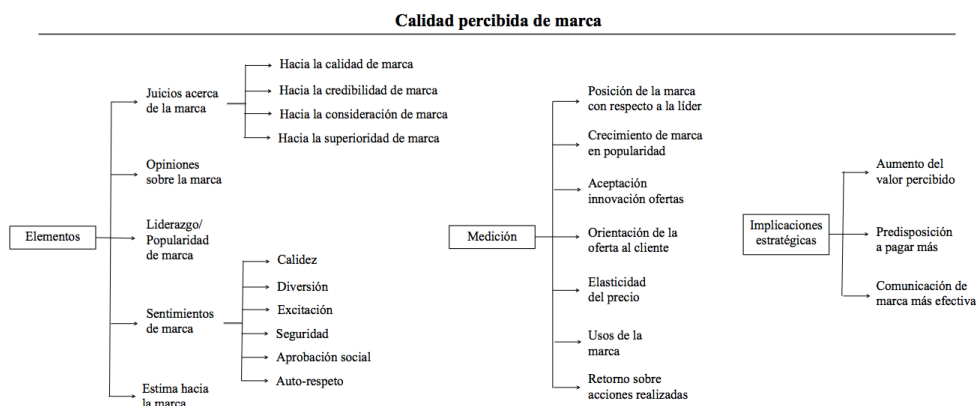 Calidad percibida de marca
Elementos
Juicios acerca
de la marca
Hacia la calidad de marca
Hacia la credibilidad de marca
Hacia la consideración de marca
Hacia la superioridad de marca
Opiniones
sobre la marca
Liderazgo/
Popularidad
de marca
Sentimientos
de marca
Calidez
Diversión
Excitación
Seguridad
Aprobación social
Auto-respeto
Estima hacia
la marca
Medición
Posición de la marca
con respecto a la líder
Crecimiento de marca
en popularidad
Aceptación
innovación ofertas
Orientación de la
oferta al cliente
Elasticidad
del precio
Usos de la
marca
Retorno sobre
acciones realizadas
Implicaciones
estratégicas
Aumento del
valor percibido
Predisposición
a pagar más
Comunicación de
marca más efectiva